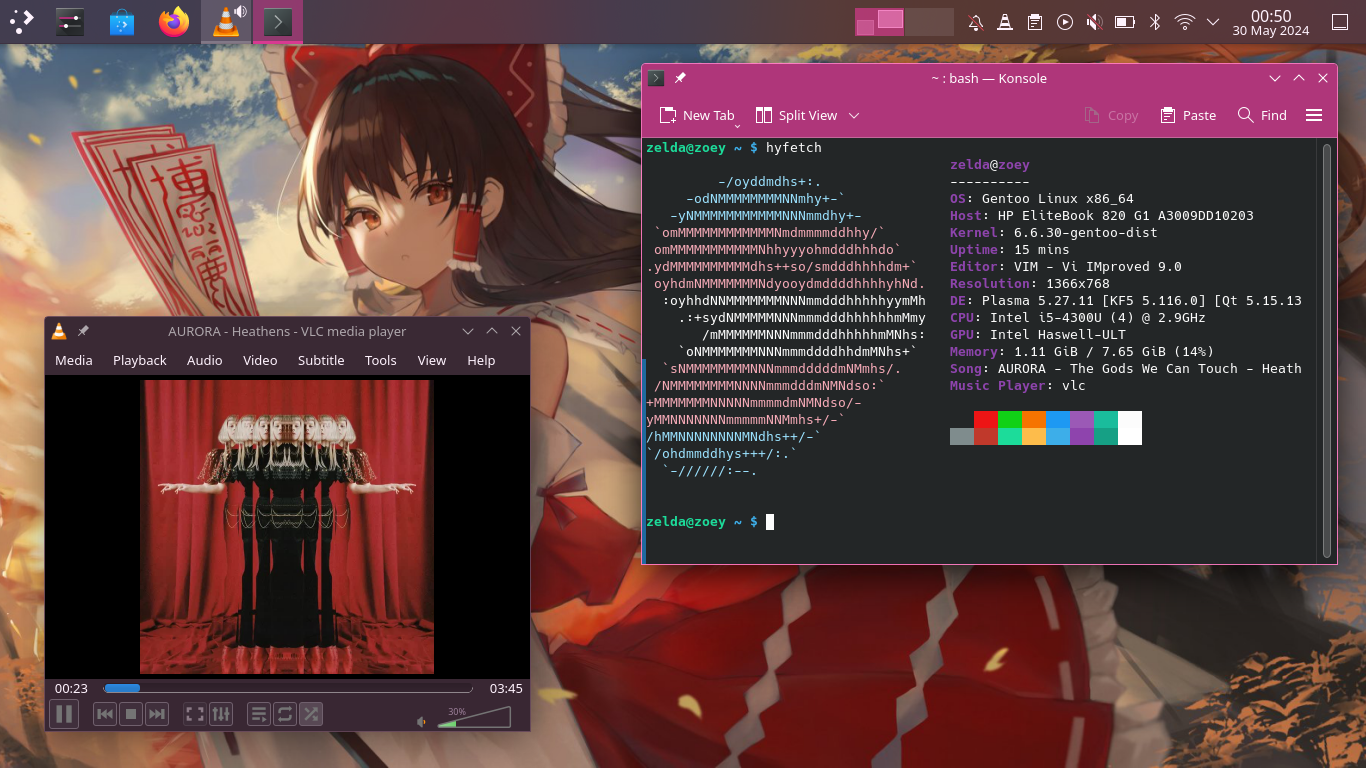 00:50
30 May 2024
~ : bash — Konsole
New Tab
Split View
Copy
Paste
Find
zelda@zoey ~ $ hyfetch
zelda@zoey
----------
OS: Gentoo Linux x86_64
Host: HP EliteBook 820 G1 A3009DD10203
Kernel: 6.6.30-gentoo-dist
Uptime: 15 mins
Editor: VIM - Vi IMproved 9.0
Resolution: 1366x768
DE: Plasma 5.27.11 [KF5 5.116.0] [Qt 5.15.13
CPU: Intel i5-4300U (4) @ 2.9GHz
GPU: Intel Haswell-ULT
Memory: 1.11 GiB / 7.65 GiB (14%)
Song: AURORA - The Gods We Can Touch - Heath
Music Player: vlc
-/oyddmdhs+:.
-odNMMMMMMMMNNmhy+-`
-yNMMMMMMMMMMMNNNmmdhy+-
`omMMMMMMMMMMMMNmdmmmmddhhy/`
omMMMMMMMMMMMNhhyyyohmdddhhhdo`
.ydMMMMMMMMMMdhs++so/smdddhhhhdm+`
oyhdmNMMMMMMMNdyooydmddddhhhhyhNd.
:oyhhdNNMMMMMMMNNNmmdddhhhhhyymMh
.:+sydNMMMMMNNNmmmdddhhhhhhmMmy
/mMMMMMMNNNmmmdddhhhhhmMNhs:
`oNMMMMMMMNNNmmmddddhhdmMNhs+`
`sNMMMMMMMMNNNmmmdddddmNMmhs/.
/NMMMMMMMMNNNNmmmdddmNMNdso:`
+MMMMMMMNNNNNmmmmdmNMNdso/-
yMMNNNNNNNmmmmmNNMmhs+/-`
/hMMNNNNNNNNMNdhs++/-`
`/ohdmmddhys+++/:.`
`-//////:--.
zelda@zoey ~ $
AURORA - Heathens - VLC media player
Media
Playback
Audio
Video
Subtitle
Tools
View
Help
00:23
03:45
30%